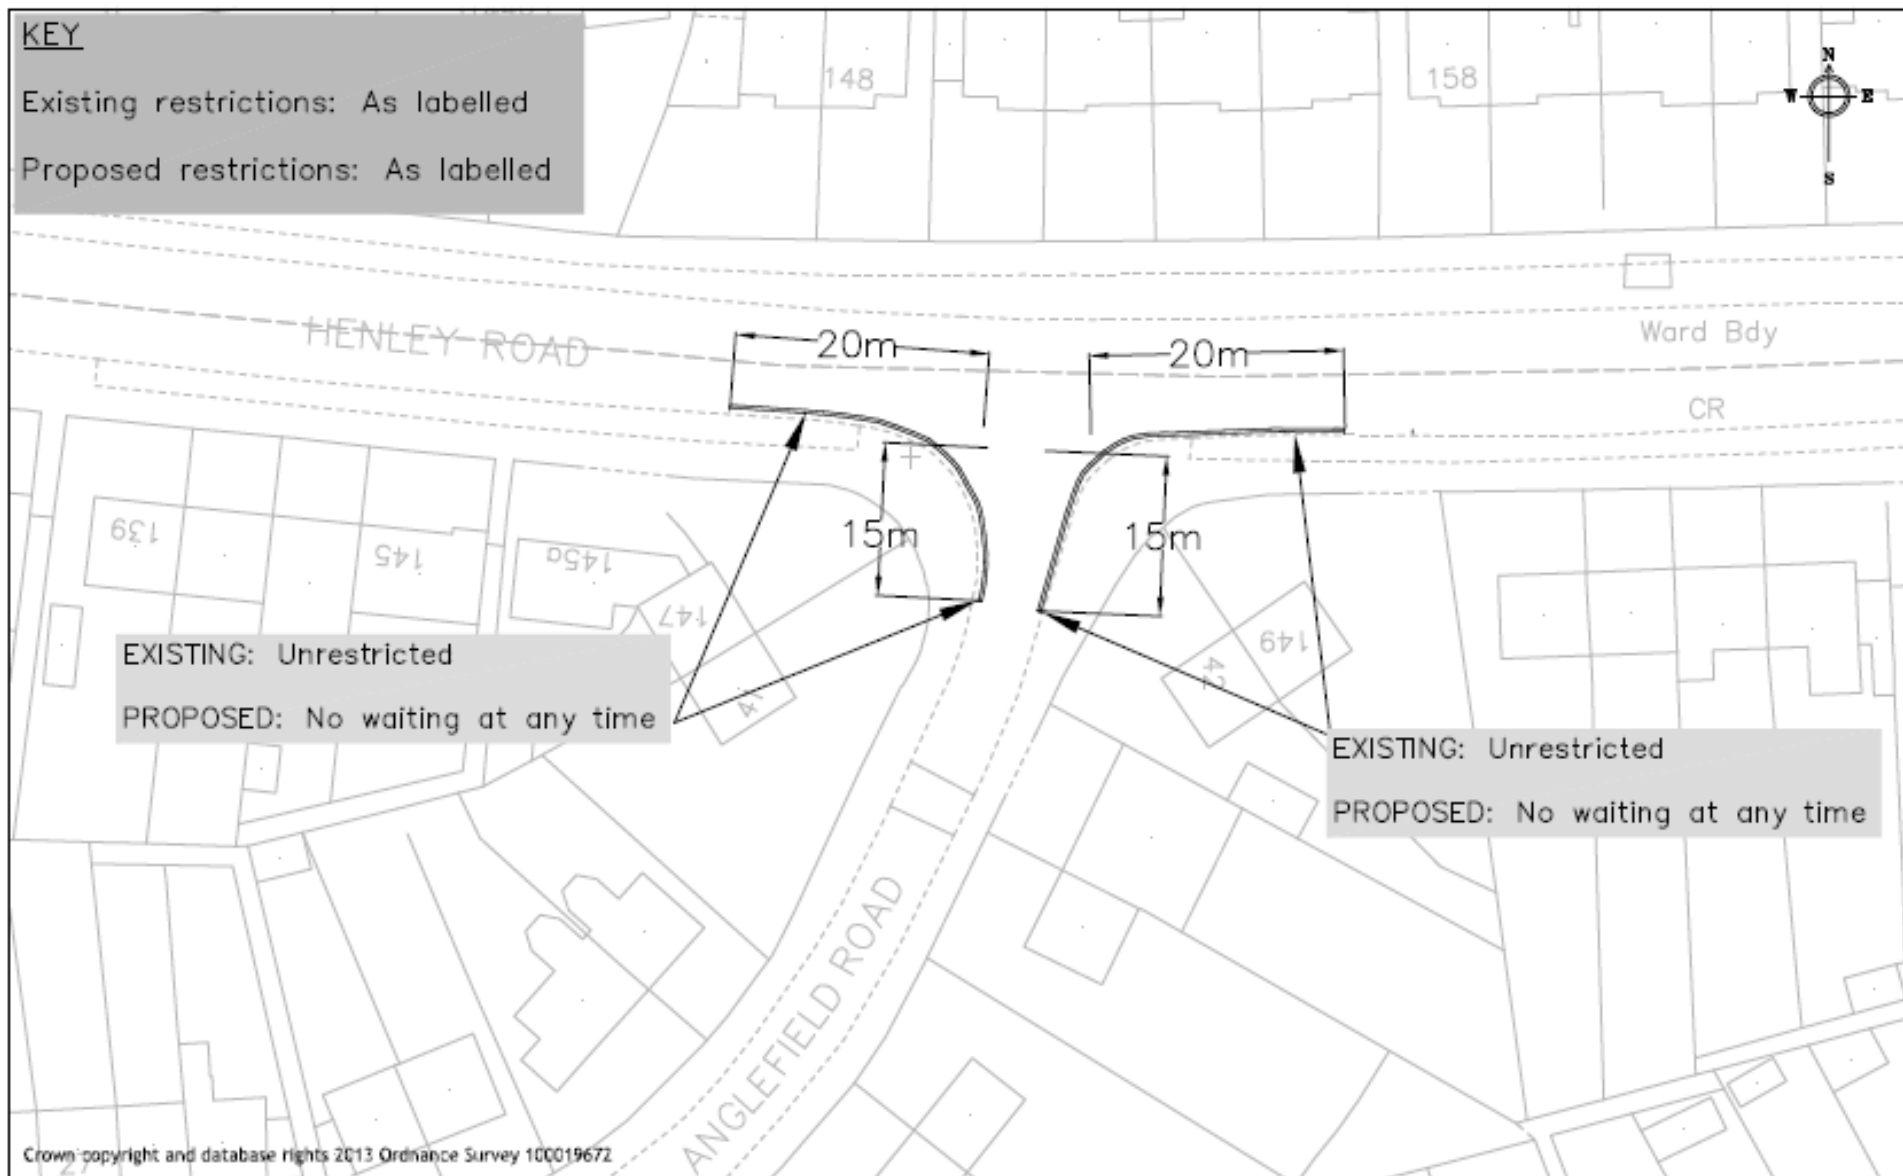 KEY
Existing restrictions: As labelled
Proposed restrictions: As labelled
148
158
N
W E
S
HENLEY ROAD
20m
20m
Ward Bdy
CR
139
145
145a
147
15m
15m
149
42
EXISTING: Unrestricted
PROPOSED: No waiting at any time
EXISTING: Unrestricted
PROPOSED: No waiting at any time
ANGLEFIELD ROAD
Crown copyright and database rights 2013 Ordnance Survey 100019672